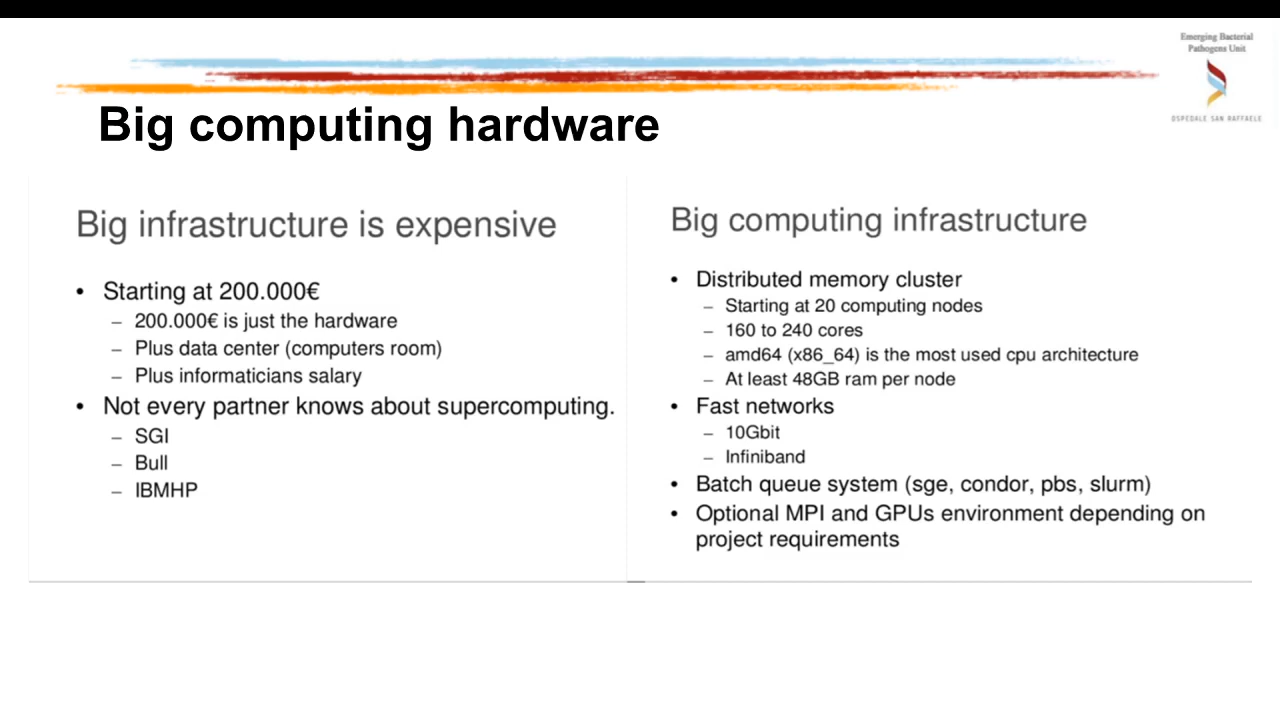 Emerging Bacterial
Pathogens Unit
OSPEDALE SAN RAFFAELE
Big computing hardware
Big infrastructure is expensive
• Starting at 200.000€
– 200.000€ is just the hardware
– Plus data center (computers room)
– Plus informaticians salary
• Not every partner knows about supercomputing.
– SGI
– Bull
– IBMHP
Big computing infrastructure
• Distributed memory cluster
– Starting at 20 computing nodes
– 160 to 240 cores
– amd64 (x86_64) is the most used cpu architecture
– At least 48GB ram per node
• Fast networks
– 10Gbit
– Infiniband
• Batch queue system (sge, condor, pbs, slurm)
• Optional MPI and GPUs environment depending on
project requirements